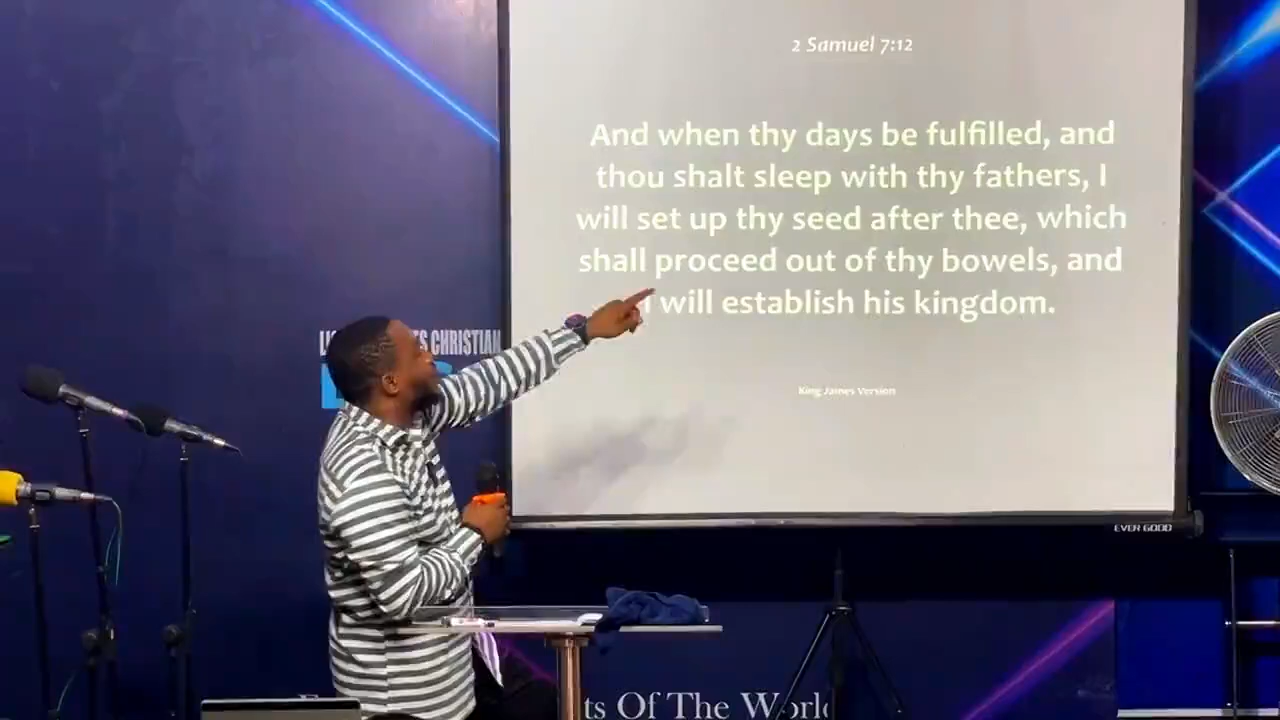 2 Samuel 7:12
And when thy days be fulfilled, and
thou shalt sleep with thy fathers, I
will set up thy seed after thee, which
shall proceed out of thy bowels, and
I will establish his kingdom.
King James Version
CHRISTIAN
EVER GOOD
Of The World